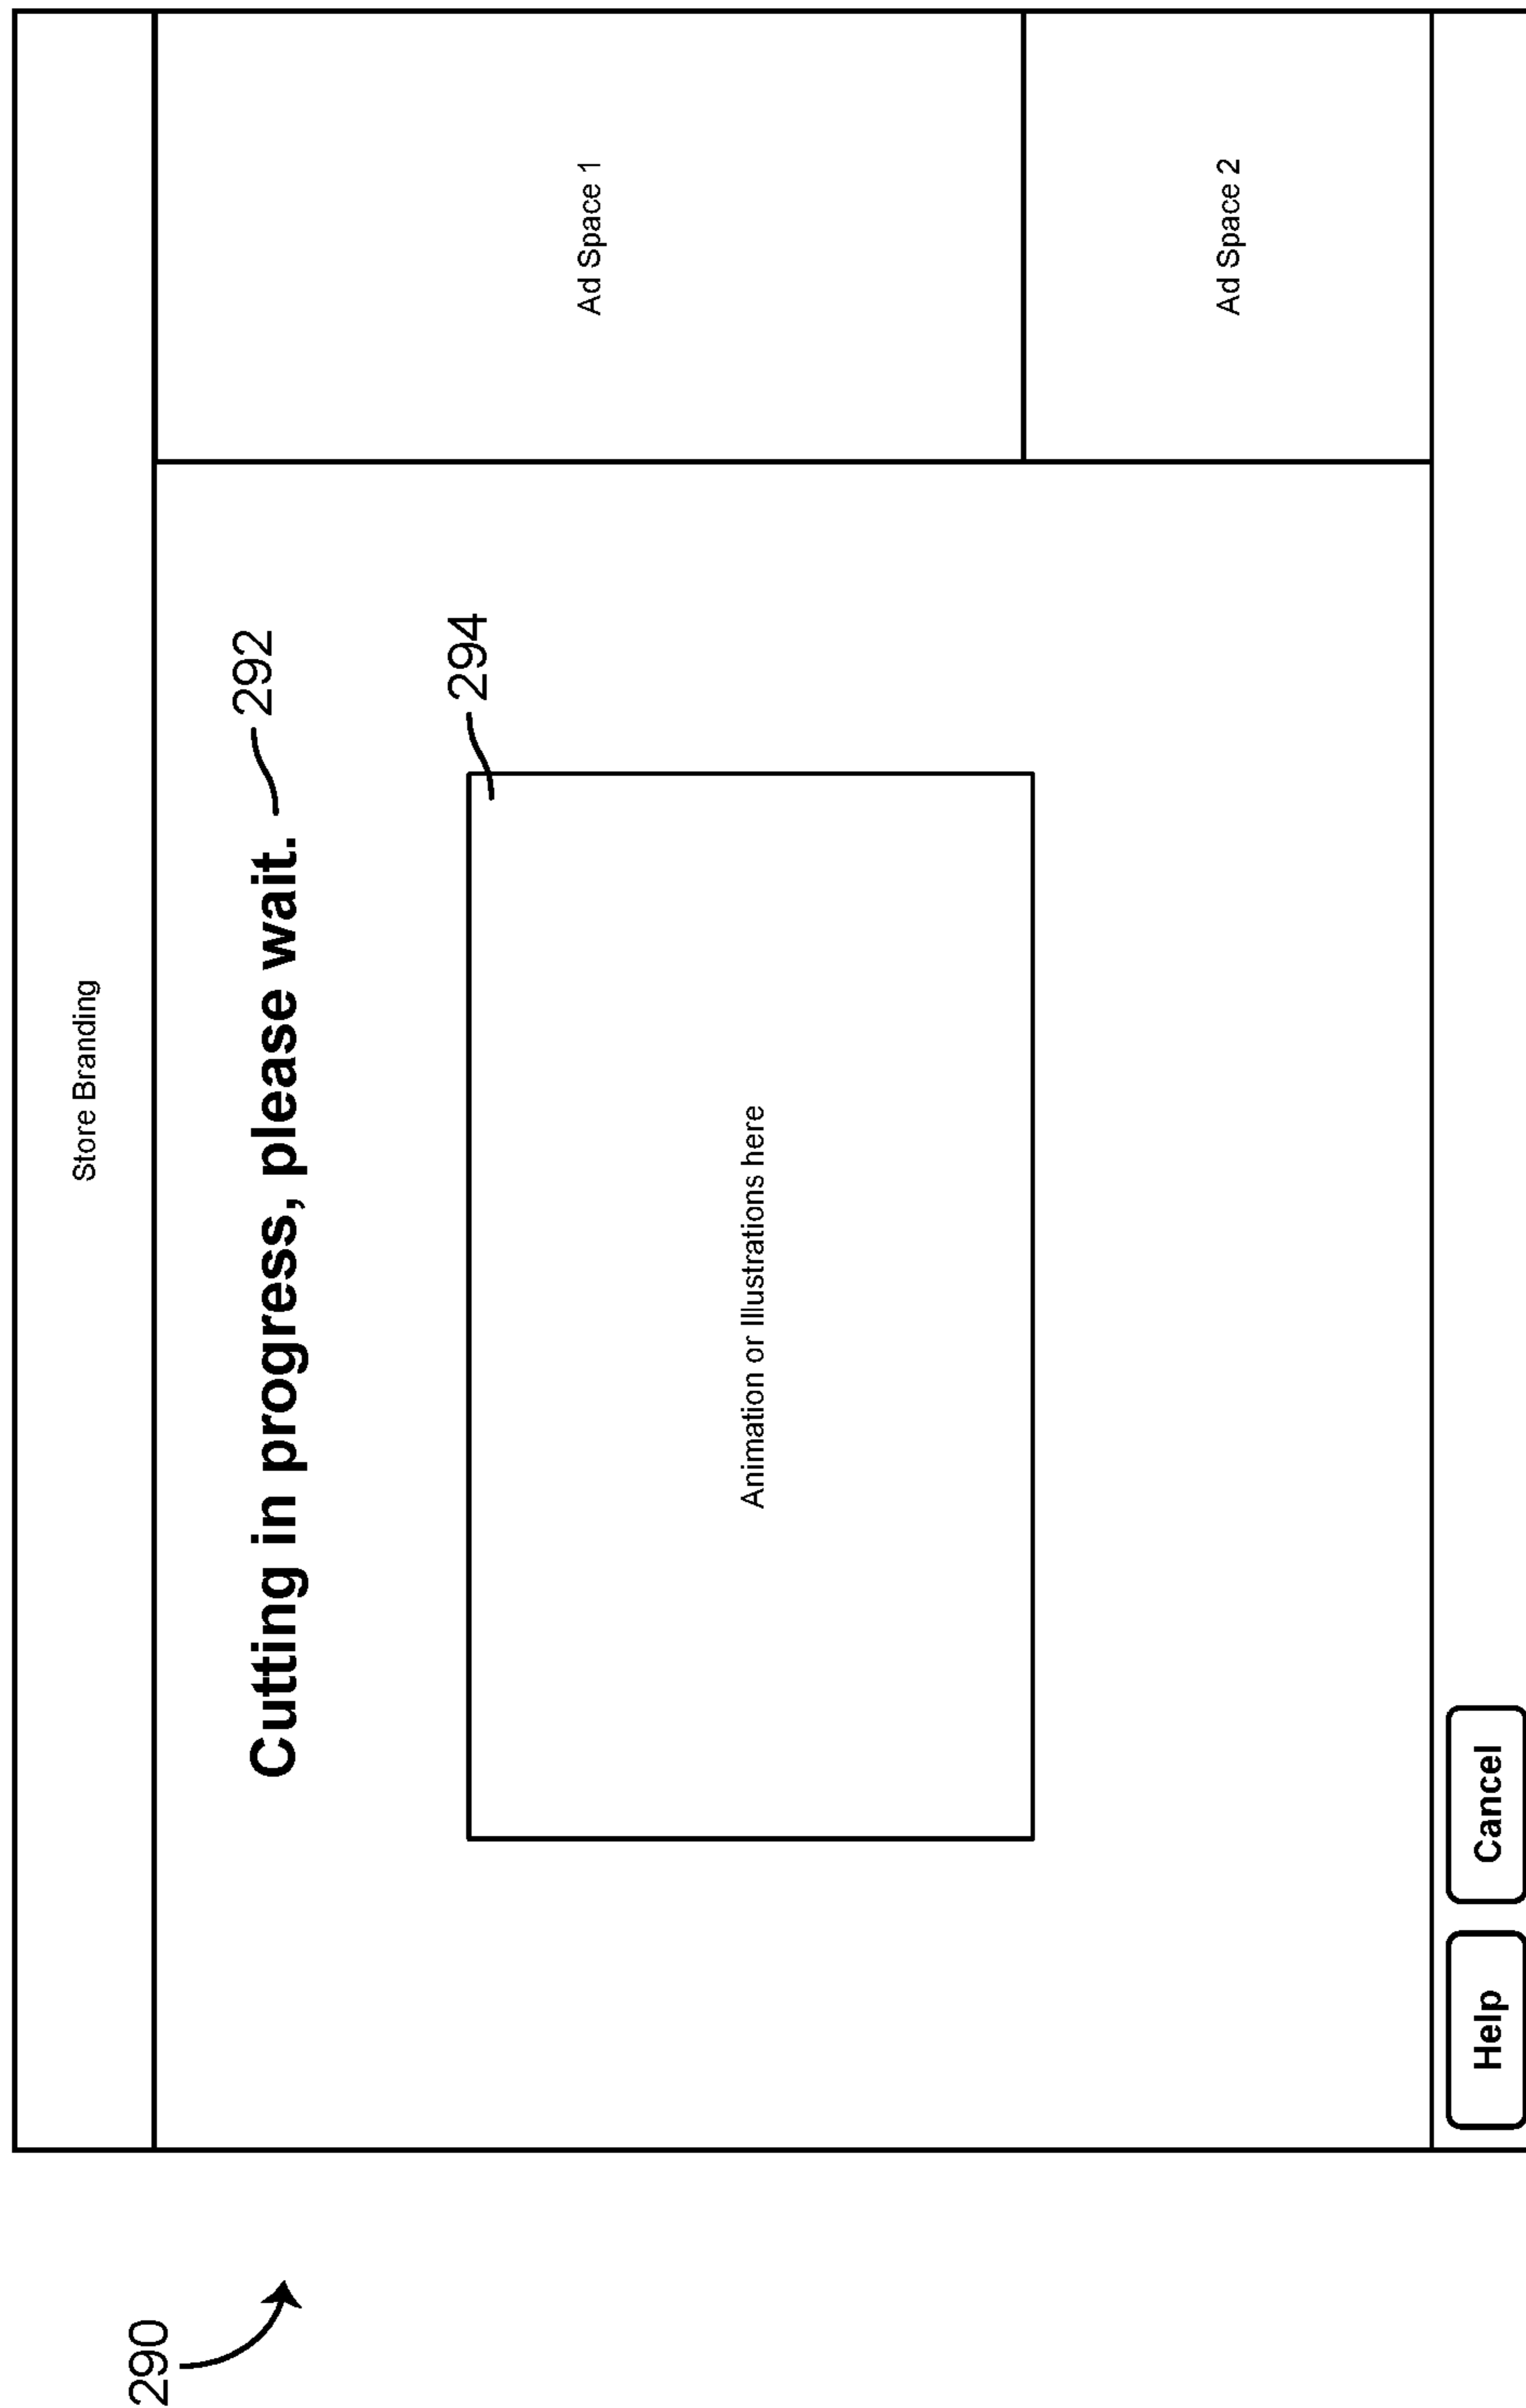 290
Store Branding
Cutting in progress, please wait.
292
294
Animation or Illustrations here
Ad Space 1
Ad Space 2
Help
Cancel